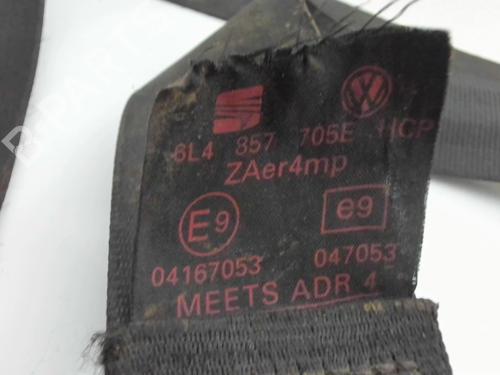 6L4 857 705E HCP
ZAer4mp
E9 e9
04167053 047053
MEETS ADR 4